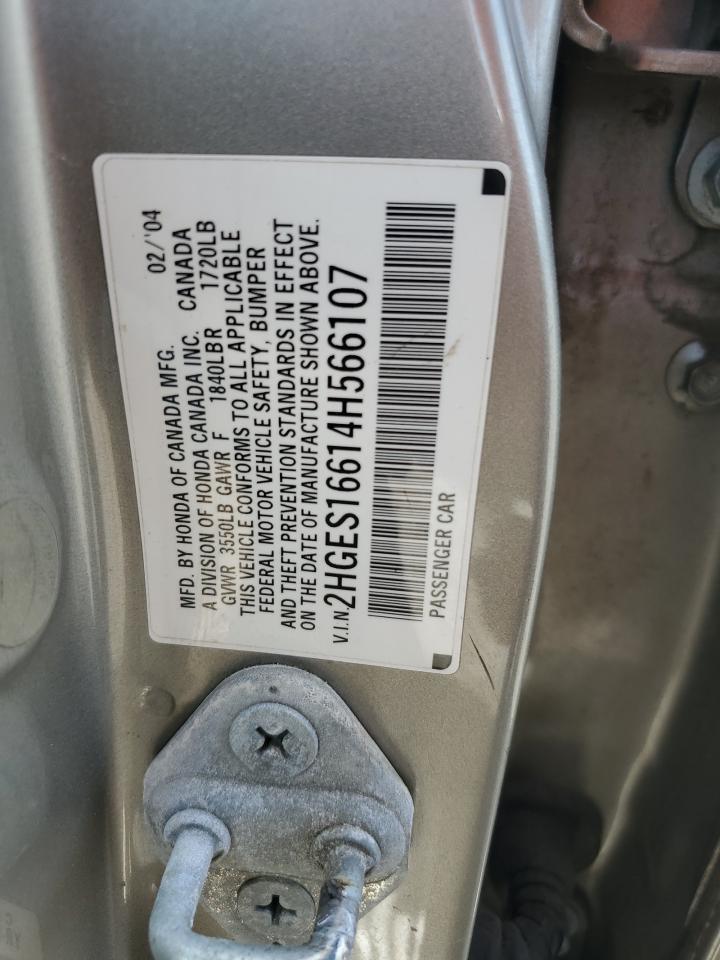 MFD. BY HONDA OF CANADA MFG. 02/'04
A DIVISION OF HONDA CANADA INC. CANADA
GVWR 3550LB GAWR F 1840LB R 1720LB
THIS VEHICLE CONFORMS TO ALL APPLICABLE
FEDERAL MOTOR VEHICLE SAFETY, BUMPER
AND THEFT PREVENTION STANDARDS IN EFFECT
ON THE DATE OF MANUFACTURE SHOWN ABOVE.
V.I.N. 2HGES16614H566107
PASSENGER CAR